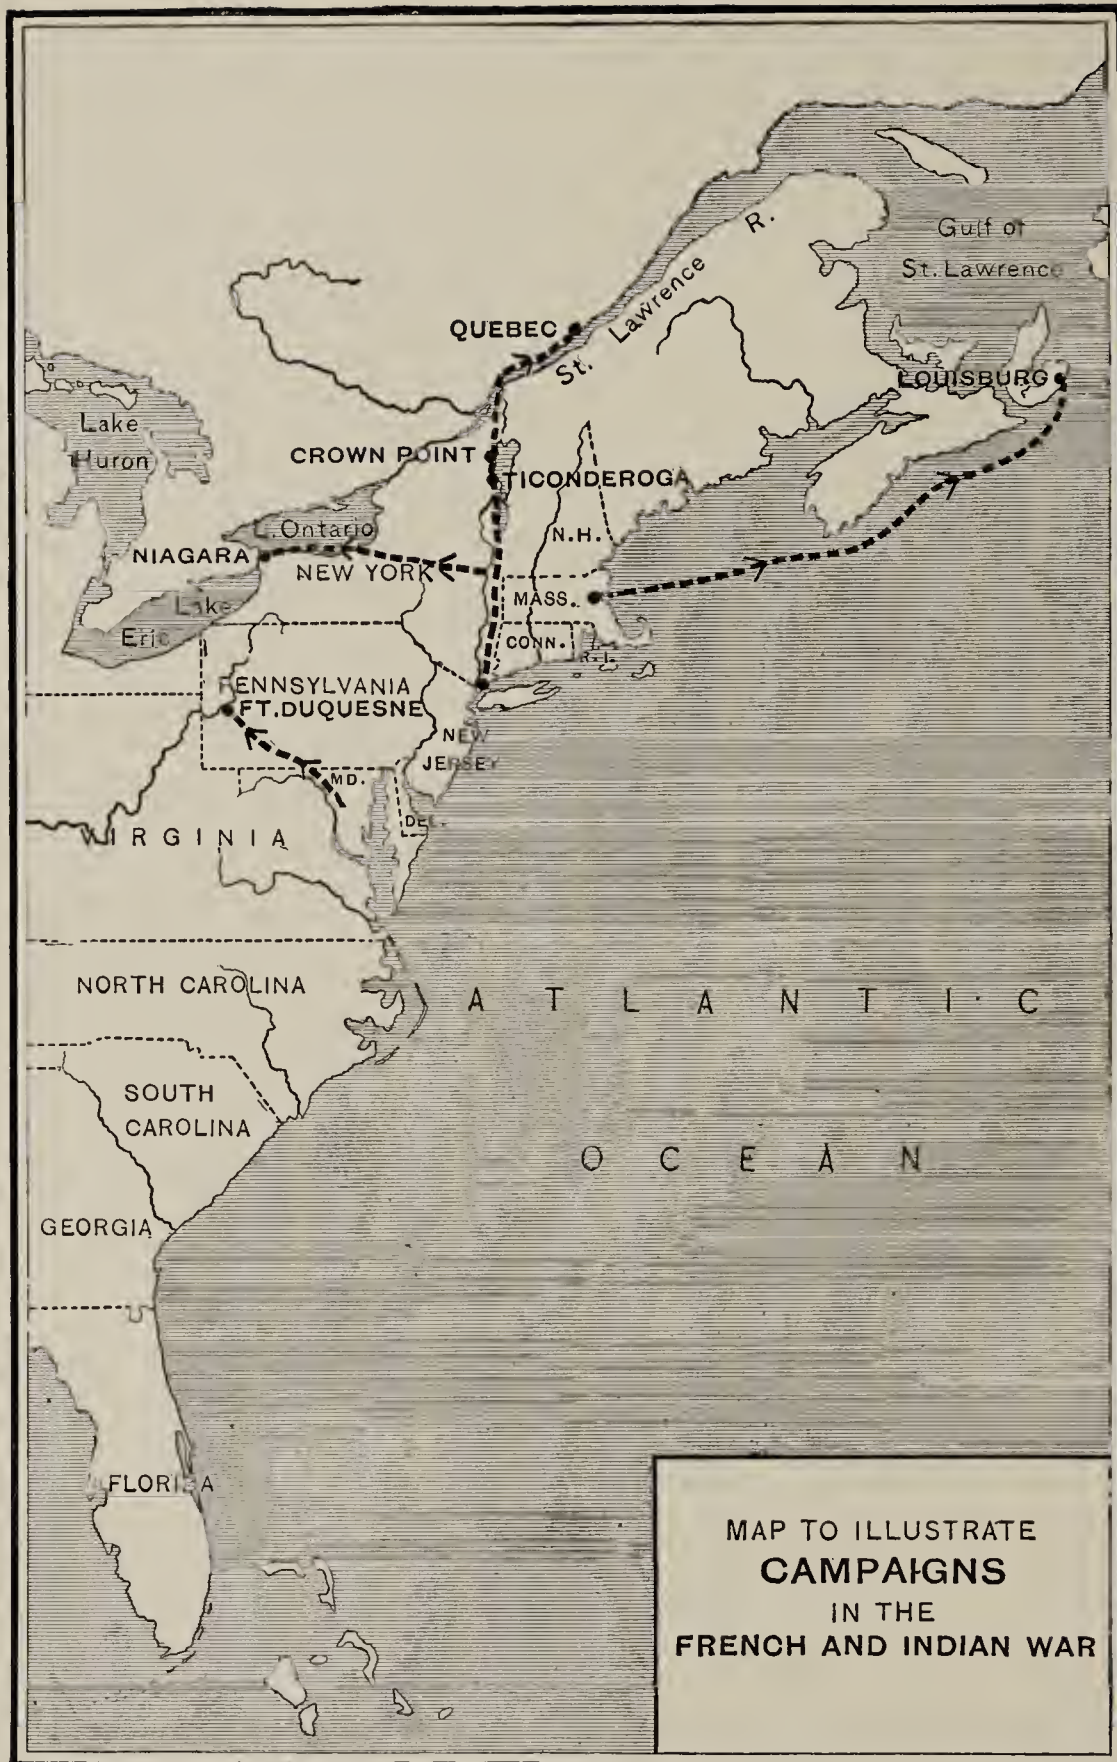 Gulf of
St. Lawrence
St. Lawrence R.
QUEBEC
LOUISBURG
Lake
Huron
CROWN POINT
TICONDEROGA
L. Ontario
N.H.
NIAGARA
NEW YORK
MASS.
Lake
Erie
CONN.
R.I.
PENNSYLVANIA
FT. DUQUESNE
NEW
JERSEY
MD.
DEL.
VIRGINIA
NORTH CAROLINA
ATLANTIC
SOUTH
CAROLINA
OCEAN
GEORGIA
FLORIDA
MAP TO ILLUSTRATE
CAMPAIGNS
IN THE
FRENCH AND INDIAN WAR